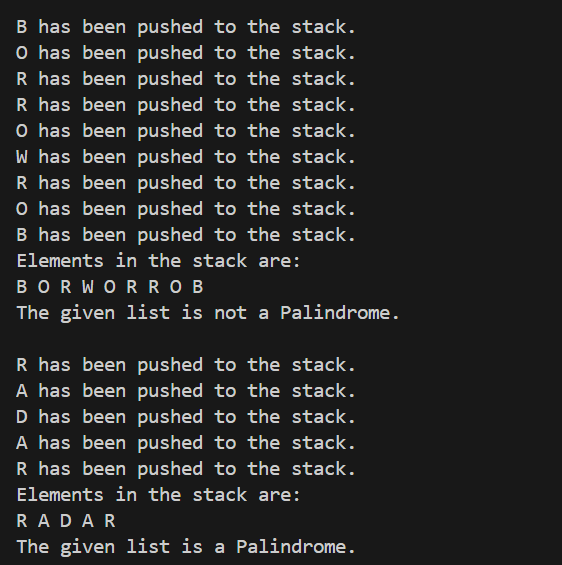 B has been pushed to the stack.
O has been pushed to the stack.
R has been pushed to the stack.
R has been pushed to the stack.
O has been pushed to the stack.
W has been pushed to the stack.
R has been pushed to the stack.
O has been pushed to the stack.
B has been pushed to the stack.
Elements in the stack are:
B O R W O R R O B
The given list is not a Palindrome.
R has been pushed to the stack.
A has been pushed to the stack.
D has been pushed to the stack.
A has been pushed to the stack.
R has been pushed to the stack.
Elements in the stack are:
R A D A R
The given list is a Palindrome.